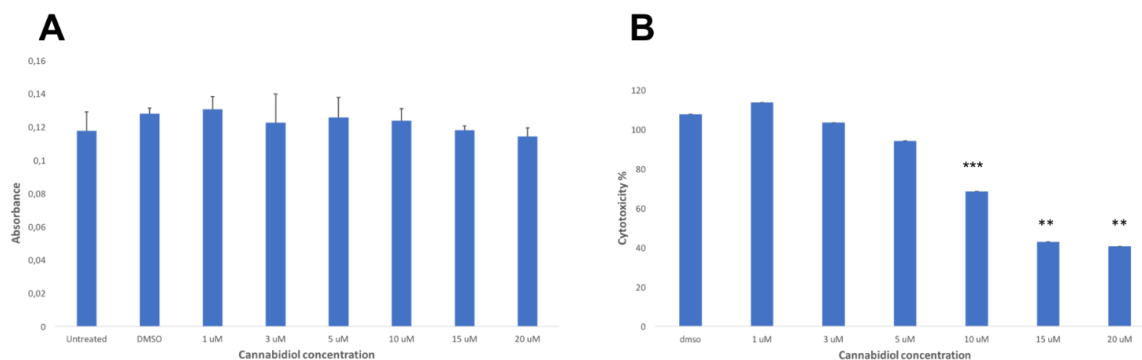 A
0,16
0,14
0,12
0,1
0,08
0,06
0,04
0,02
0
Absorbance
Untreated DMSO 1 uM 3 uM 5 uM 10 uM 15 uM 20 uM
Cannabidiol concentration
B
120
100
80
60
40
20
0
Cytotoxicity %
*** ** **
dmso 1 uM 3 uM 5 uM 10 uM 15 uM 20 uM
Cannabidiol concentration